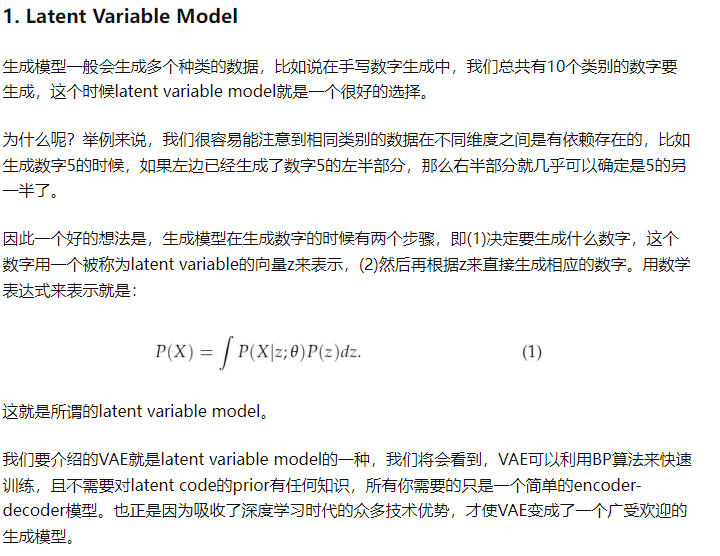 1. Latent Variable Model
生成模型一般会生成多个种类的数据，比如说在手写数字生成中，我们总共有10个类别的数字要
生成，这个时候latent variable model就是一个很好的选择。
为什么呢？举例来说，我们很容易能注意到相同类别的数据在不同维度之间是有依赖存在的，比如
生成数字5的时候，如果左边已经生成了数字5的左半部分，那么右半部分就几乎可以确定是5的另
一半了。
因此一个好的想法是，生成模型在生成数字的时候有两个步骤，即(1)决定要生成什么数字，这个
数字用一个被称为latent variable的向量z来表示，(2)然后再根据z来直接生成相应的数字。用数学
表达式来表示就是：
P(X) = ∫ P(X|z;θ)P(z)dz. (1)
这就是所谓的latent variable model。
我们要介绍的VAE就是latent variable model的一种，我们将会看到，VAE可以利用BP算法来快速
训练，且不需要对latent code的prior有任何知识，所有你需要的只是一个简单的encoder-
decoder模型。也正是因为吸收了深度学习时代的众多技术优势，才使VAE变成了一个广受欢迎的
生成模型。